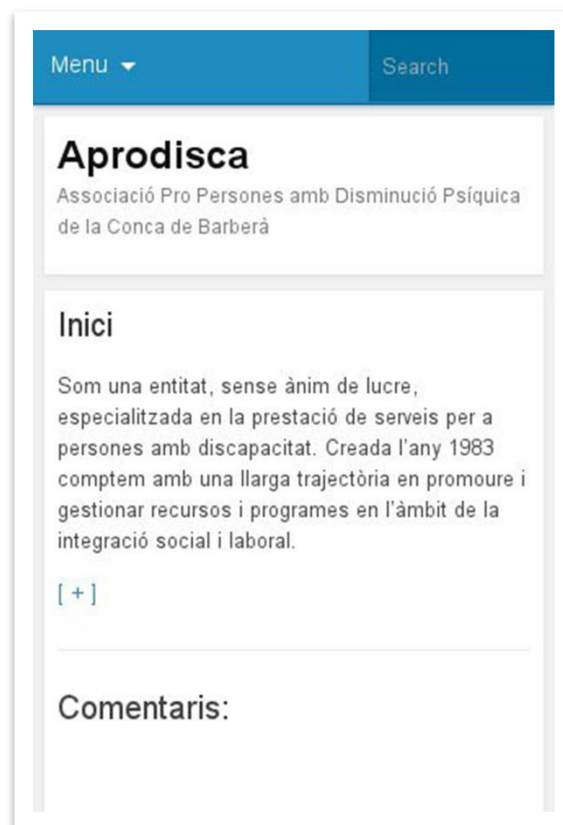 Menu
Search
Aprodisca
Associació Pro Persones amb Disminució Psíquica
de la Conca de Barberà
Inici
Som una entitat, sense ànim de lucre,
especialitzada en la prestació de serveis per a
persones amb discapacitat. Creada l'any 1983
comptem amb una llarga trajectòria en promoure i
gestionar recursos i programes en l'àmbit de la
integració social i laboral.
[ + ]
Comentaris: